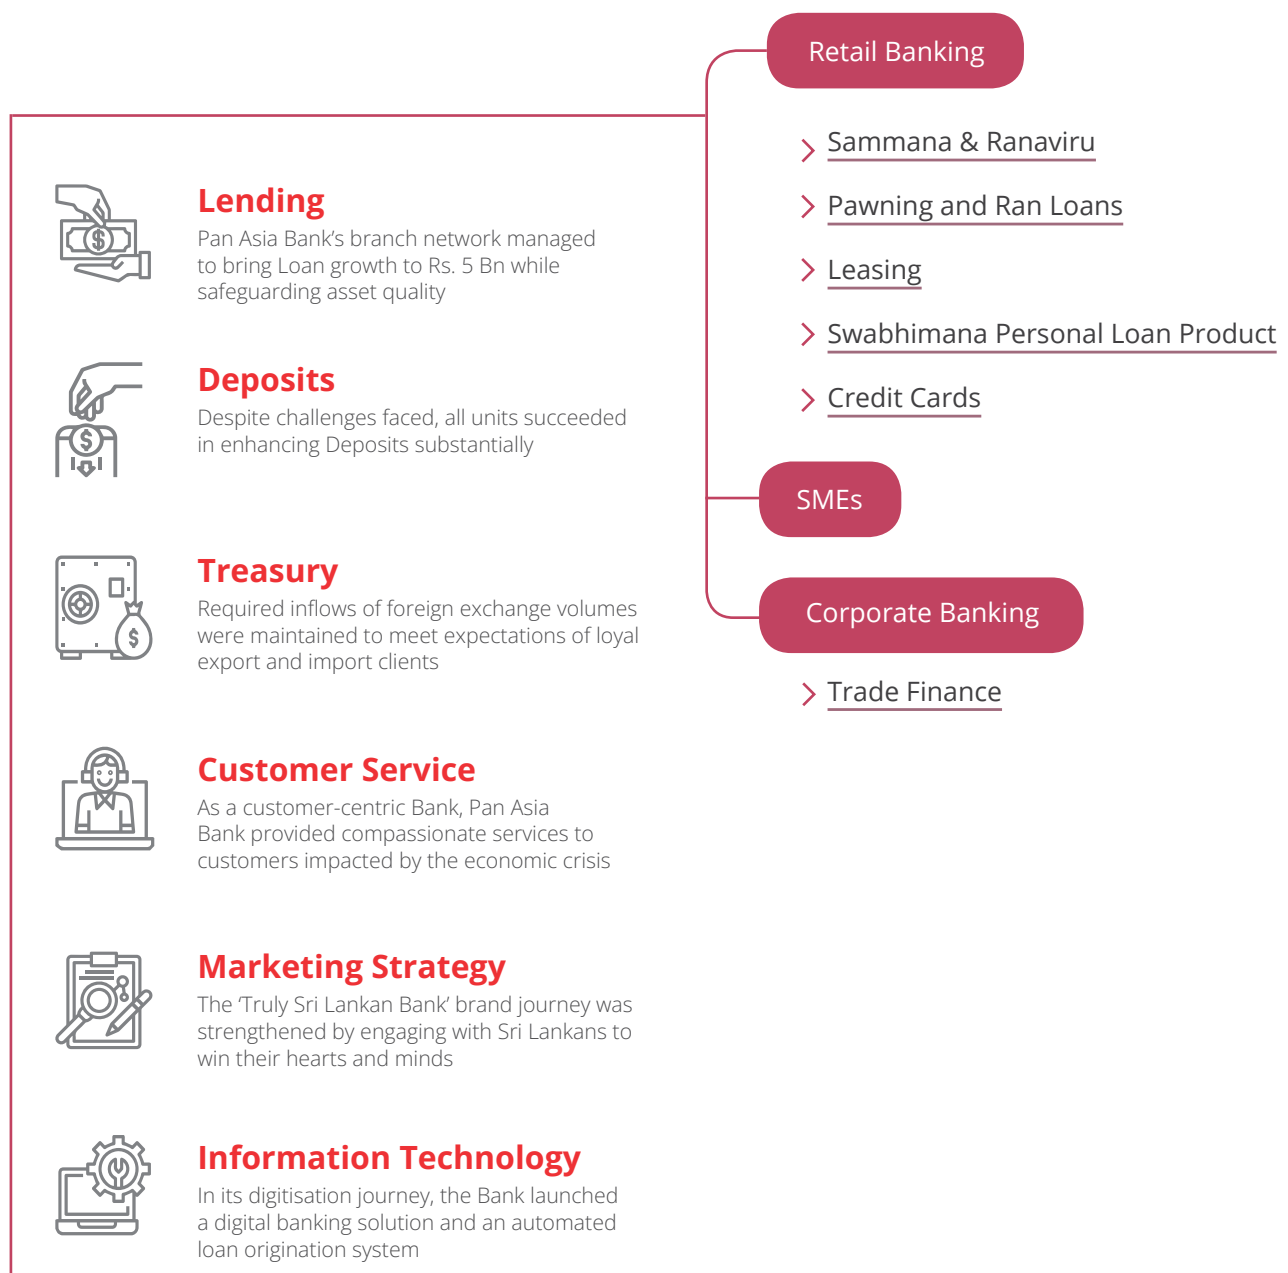 Retail Banking
Sammana & Ranaviru
Pawning and Ran Loans
Leasing
Swabhimana Personal Loan Product
Credit Cards
SMEs
Corporate Banking
Trade Finance
Lending
Pan Asia Bank’s branch network managed
to bring Loan growth to Rs. 5 Bn while
safeguarding asset quality
Deposits
Despite challenges faced, all units succeeded
in enhancing Deposits substantially
Treasury
Required inflows of foreign exchange volumes
were maintained to meet expectations of loyal
export and import clients
Customer Service
As a customer-centric Bank, Pan Asia
Bank provided compassionate services to
customers impacted by the economic crisis
Marketing Strategy
The ‘Truly Sri Lankan Bank’ brand journey was
strengthened by engaging with Sri Lankans to
win their hearts and minds
Information Technology
In its digitisation journey, the Bank launched
a digital banking solution and an automated
loan origination system